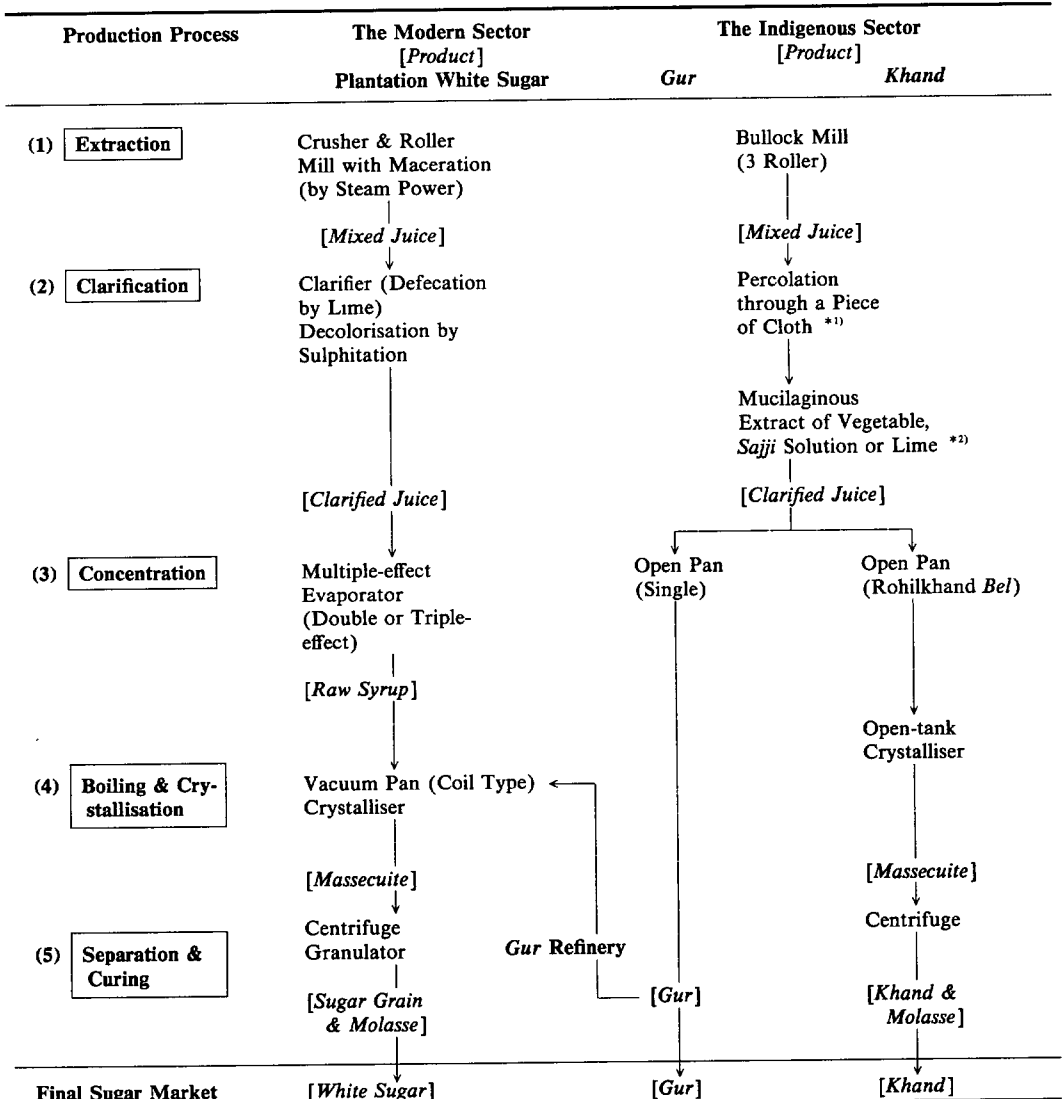 Production Process
The Modern Sector
[Product]
Plantation White Sugar
The Indigenous Sector
[Product]
Gur
Khand
(1) Extraction
Crusher & Roller
Mill with Maceration
(by Steam Power)
[Mixed Juice]
Bullock Mill
(3 Roller)
[Mixed Juice]
(2) Clarification
Clarifier (Defecation
by Lime)
Decolorisation by
Sulphitation
[Clarified Juice]
Percolation
through a Piece
of Cloth *1)
Mucilaginous
Extract of Vegetable,
Sajji Solution or Lime *2)
[Clarified Juice]
(3) Concentration
Multiple-effect
Evaporator
(Double or Triple-
effect)
[Raw Syrup]
Open Pan
(Single)
Open Pan
(Rohilkhand Bel)
Open-tank
Crystalliser
(4) Boiling & Cry-
stallisation
Vacuum Pan (Coil Type)
Crystalliser
[Massecuite]
[Massecuite]
(5) Separation &
Curing
Centrifuge
Granulator
[Sugar Grain
& Molasse]
Gur Refinery
[Gur]
Centrifuge
[Khand &
Molasse]
Final Sugar Market
[White Sugar]
[Gur]
[Khand]